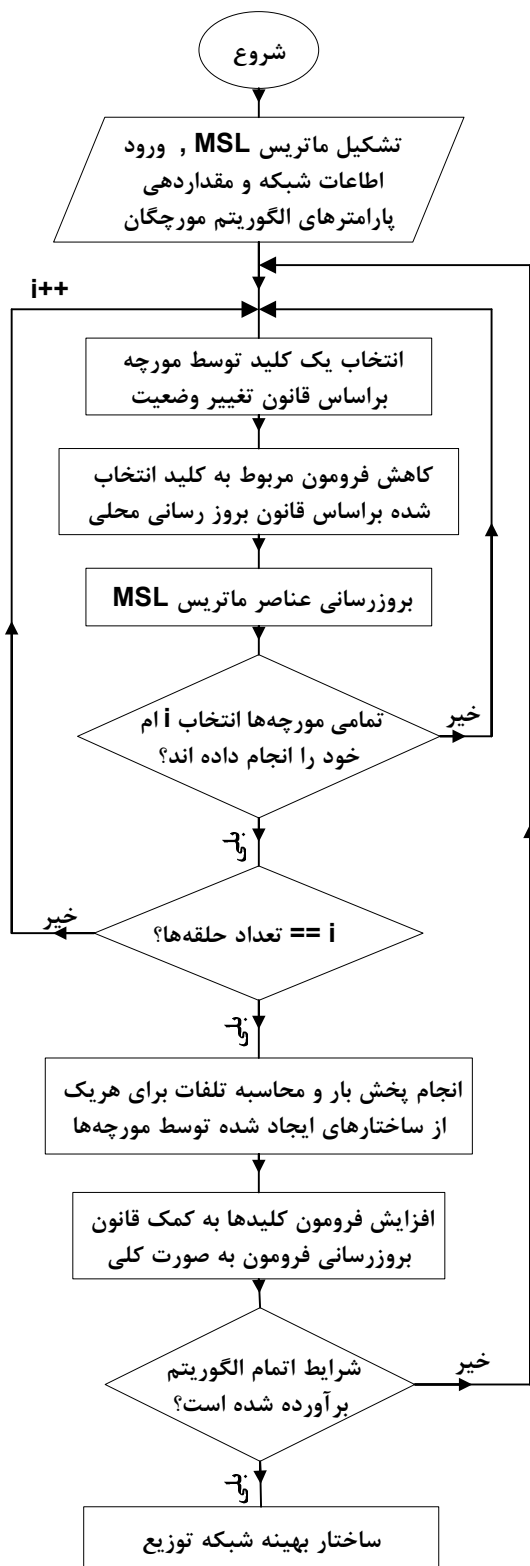 شروع
تشکیل ماتریس MSL , ورود
اطاعات شبکه و مقداردهی
پارامترهای الگوریتم مورچگان
i++
انتخاب یک کلید توسط مورچه
براساس قانون تغییر وضعیت
کاهش فرومون مربوط به کلید انتخاب
شده براساس قانون بروز رسانی محلی
بروزرسانی عناصر ماتریس MSL
تمامی مورچه‌ها انتخاب i ام
خود را انجام داده اند؟
خیر
بلی
i == تعداد حلقه‌ها؟
خیر
بلی
انجام پخش بار و محاسبه تلفات برای هریک
از ساختارهای ایجاد شده توسط مورچه‌ها
افزایش فرومون کلیدها به کمک قانون
بروزرسانی فرومون به صورت کلی
شرایط اتمام الگوریتم
برآورده شده است؟
خیر
بلی
ساختار بهینه شبکه توزیع